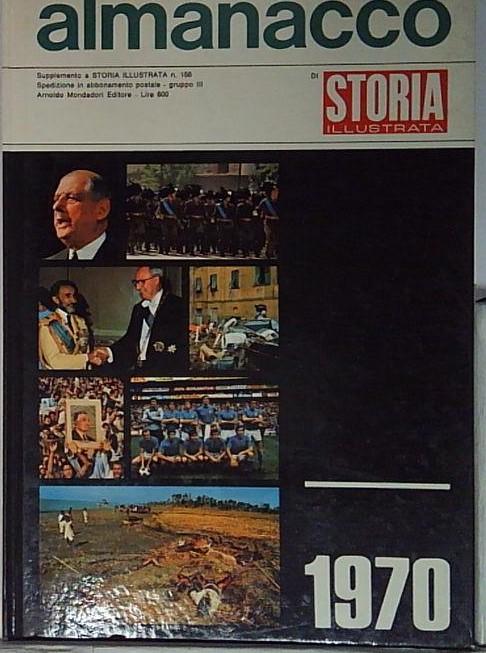 almanacco
Supplemento a STORIA ILLUSTRATA n. 158
Spedizione in abbonamento postale - gruppo III
Arnoldo Mondadori Editore - Lire 600
DI STORIA
ILLUSTRATA
1970